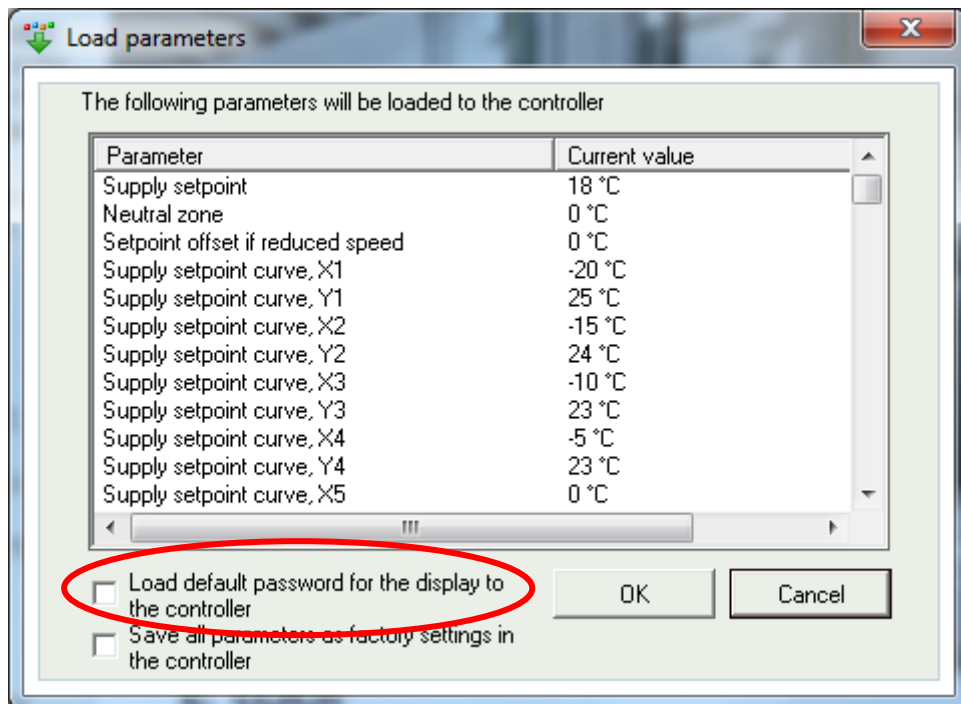 Load parameters
The following parameters will be loaded to the controller
Parameter Current value
Supply setpoint 18 °C
Neutral zone 0 °C
Setpoint offset if reduced speed 0 °C
Supply setpoint curve, X1 -20 °C
Supply setpoint curve, Y1 25 °C
Supply setpoint curve, X2 -15 °C
Supply setpoint curve, Y2 24 °C
Supply setpoint curve, X3 -10 °C
Supply setpoint curve, Y3 23 °C
Supply setpoint curve, X4 -5 °C
Supply setpoint curve, Y4 23 °C
Supply setpoint curve, X5 0 °C
Load default password for the display to
the controller
OK Cancel
Save all parameters as factory settings in
the controller